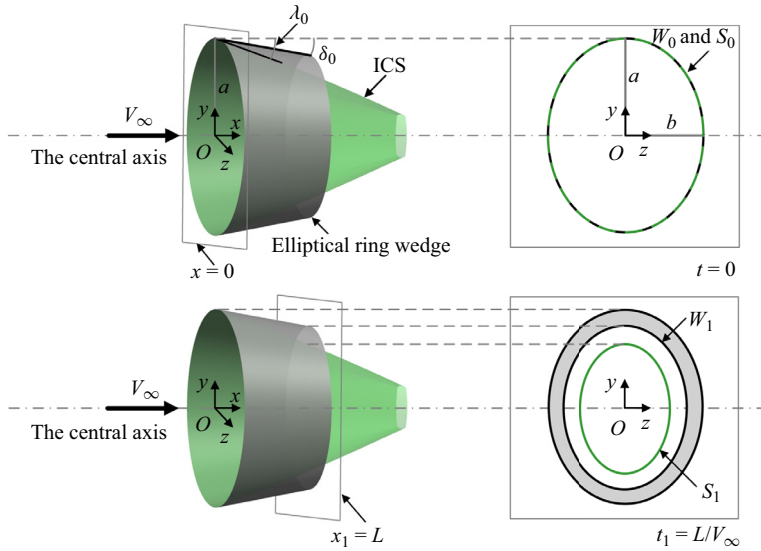 λ₀
δ₀
ICS
W₀ and S₀
a
a
y
y
V∞
x
b
The central axis
O
z
O
z
Elliptical ring wedge
x = 0
t = 0
W₁
V∞
y
x
y
The central axis
O
z
O
z
S₁
x₁ = L
t₁ = L/V∞